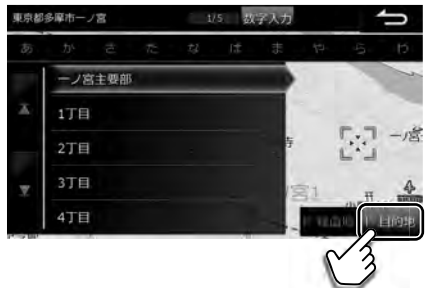 東京都多摩市一ノ宮 1/5 数字入力
あ か さ た な は ま や ら わ
一ノ宮主要部
1丁目
2丁目
3丁目
4丁目
一ノ宮
宮1
経由地 目的地